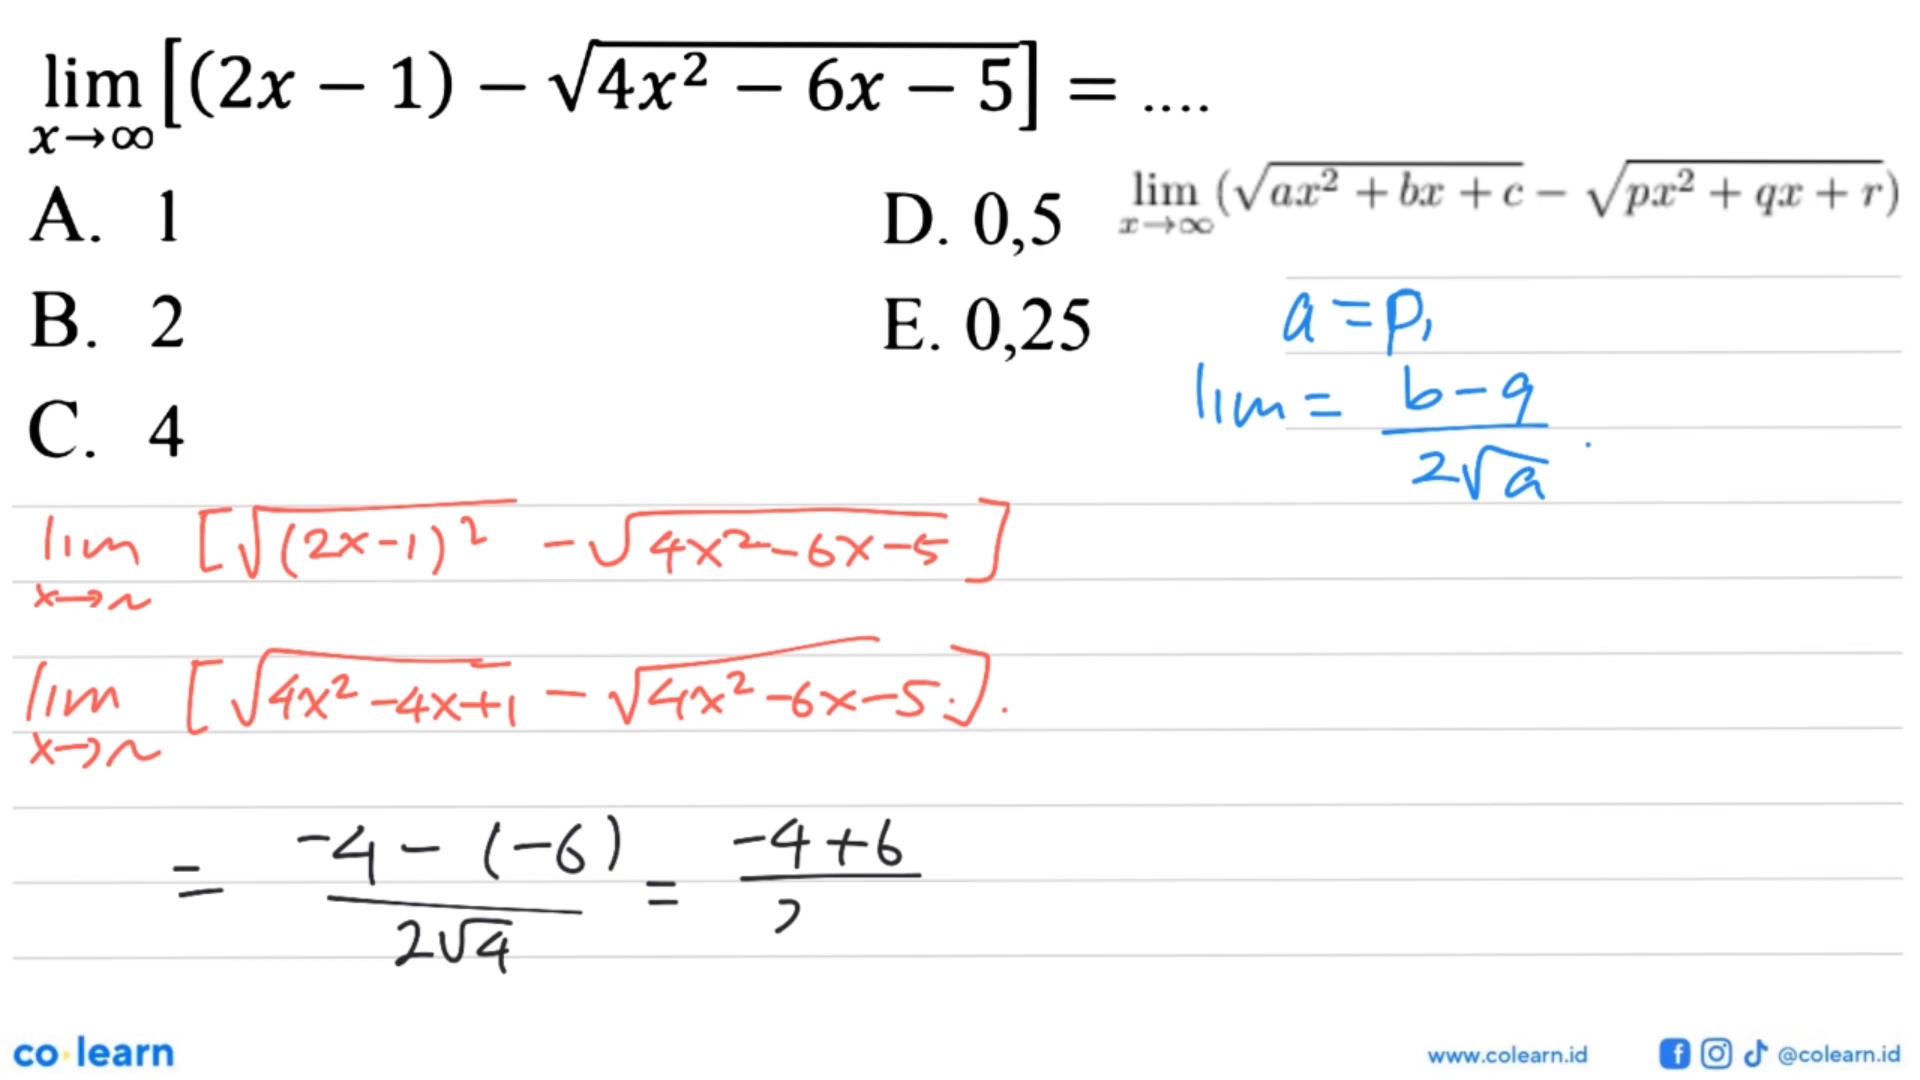 lim x→∞ [(2x − 1) − √(4x² − 6x − 5)] = ....
A. 1
B. 2
C. 4
D. 0,5
E. 0,25
lim x→∞ (√(ax² + bx + c) − √(px² + qx + r))
a = p,
lim = (b − q)/(2√a) .
lim x→∞ [√((2x−1)²) − √(4x²−6x−5)]
lim x→∞ [√(4x²−4x+1) − √(4x²−6x−5)] .
= (−4 − (−6))/(2√4) = (−4+6)/
co learn
www.colearn.id
@colearn.id